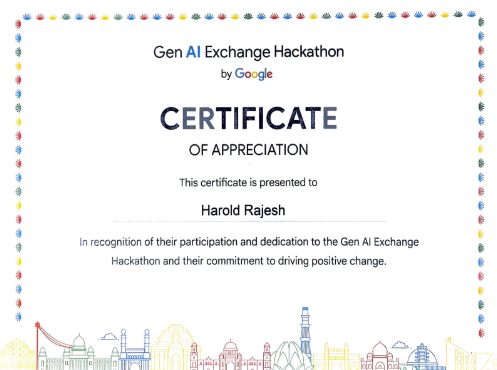 Gen AI Exchange Hackathon
by Google
CERTIFICATE
OF APPRECIATION
This certificate is presented to
Harold Rajesh
In recognition of their participation and dedication to the Gen AI Exchange
Hackathon and their commitment to driving positive change.